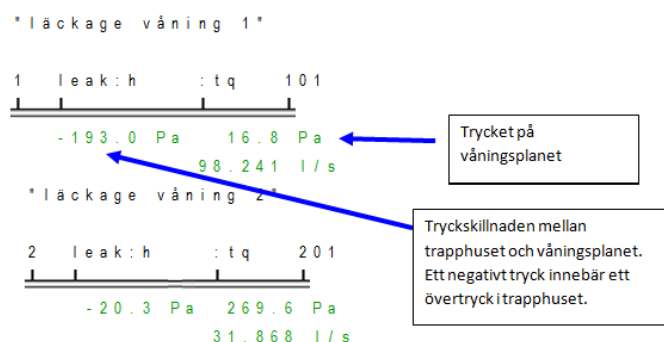 "läckage våning 1"
1 leak:h :tq 101
-193.0 Pa 16.8 Pa
98.241 l/s
Trycket på
våningsplanet
"läckage våning 2"
Tryckskillnaden mellan
trapphuset och våningsplanet.
Ett negativt tryck innebär ett
övertryck i trapphuset.
2 leak:h :tq 201
-20.3 Pa 269.6 Pa
31.868 l/s